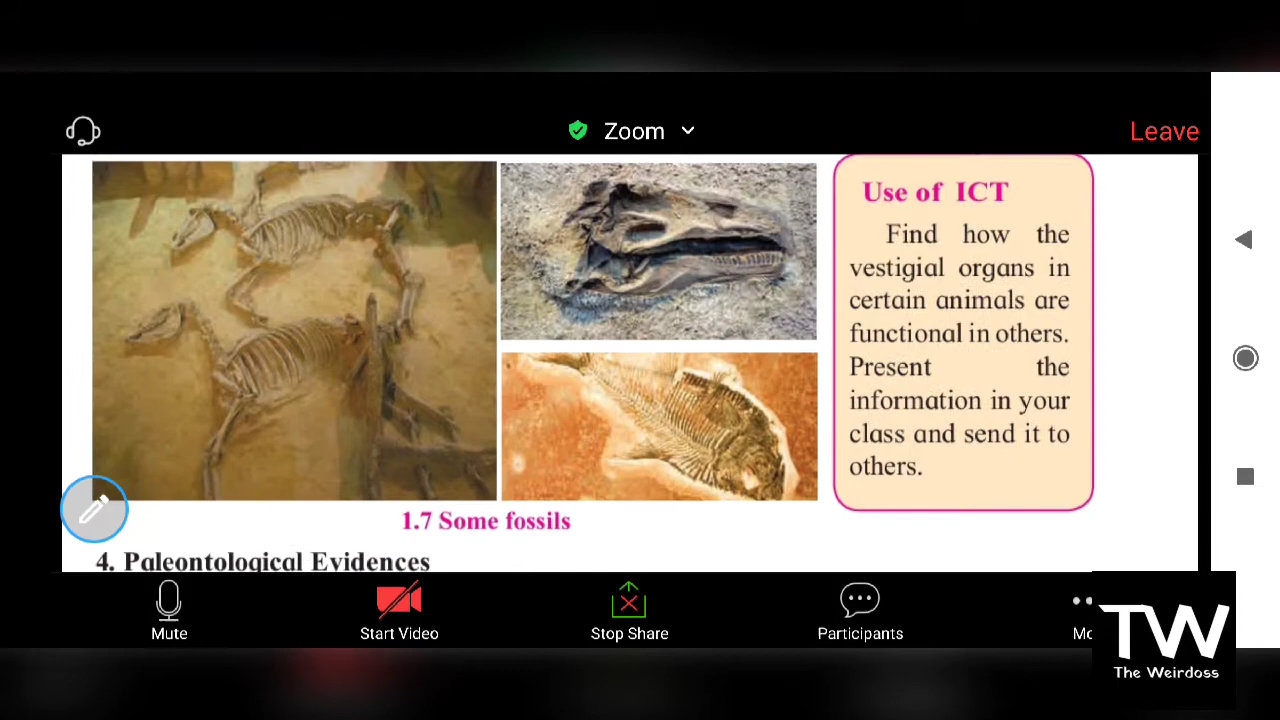 Zoom
Leave
Use of ICT
Find how the
vestigial organs in
certain animals are
functional in others.
Present the
information in your
class and send it to
others.
1.7 Some fossils
4. Paleontological Evidences
Mute
Start Video
Stop Share
Participants
Mo
TW
The Weirdoss